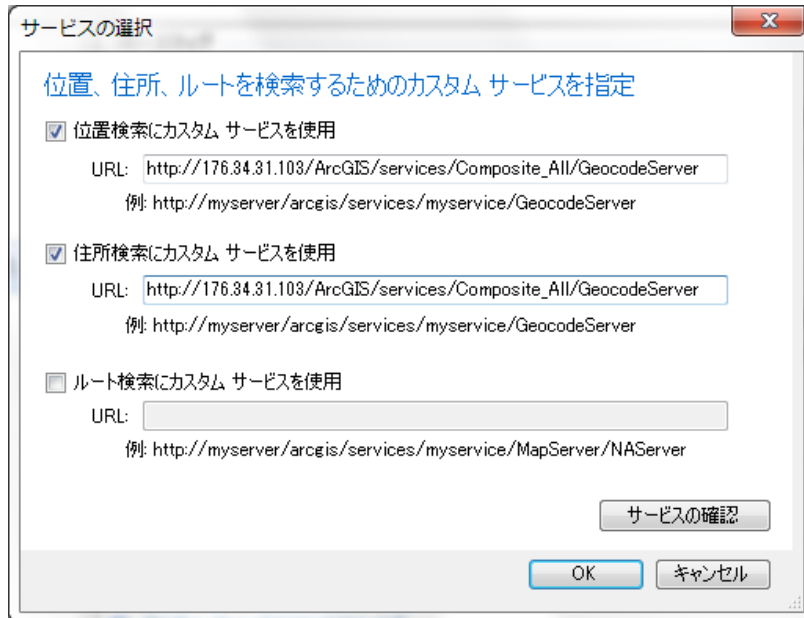 サービスの選択
位置、住所、ルートを検索するためのカスタム サービスを指定
位置検索にカスタム サービスを使用
URL: http://176.34.31.103/ArcGIS/services/Composite_All/GeocodeServer
例: http://myserver/arcgis/services/myservice/GeocodeServer
住所検索にカスタム サービスを使用
URL: http://176.34.31.103/ArcGIS/services/Composite_All/GeocodeServer
例: http://myserver/arcgis/services/myservice/GeocodeServer
ルート検索にカスタム サービスを使用
URL:
例: http://myserver/arcgis/services/myservice/MapServer/NAServer
サービスの確認
OK キャンセル